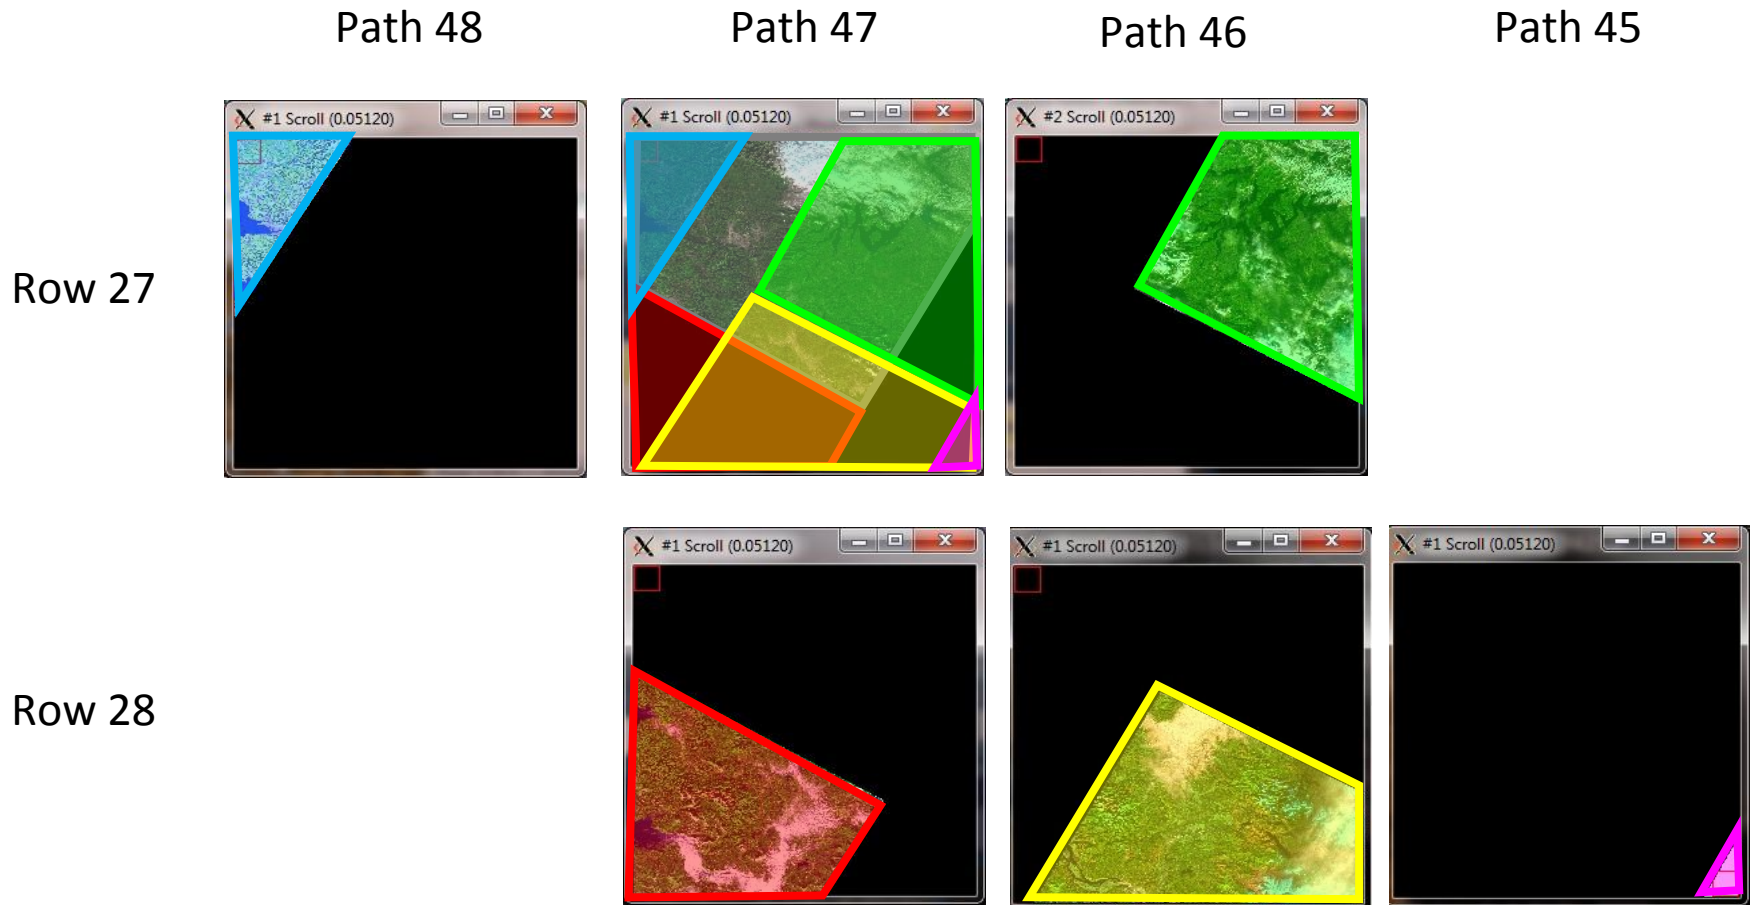 Path 48
Path 47
Path 46
Path 45
Row 27
#1 Scroll (0.05120)
#1 Scroll (0.05120)
#2 Scroll (0.05120)
Row 28
#1 Scroll (0.05120)
#1 Scroll (0.05120)
#1 Scroll (0.05120)